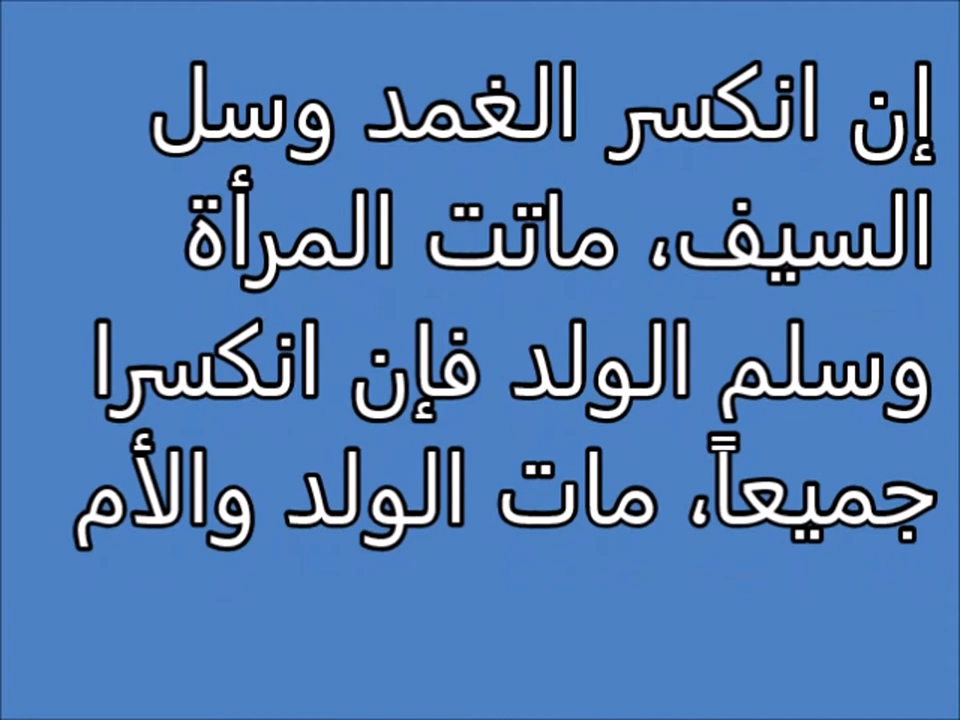 إن انكسر الغمد وسل
السيف، ماتت المرأة
وسلم الولد فإن انكسرا
جميعاً، مات الولد والأم